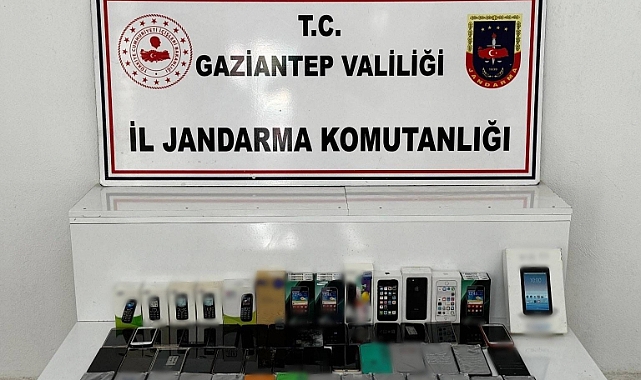 T.C.
GAZİANTEP VALİLİĞİ
JANDARMA
İL JANDARMA KOMUTANLIĞI